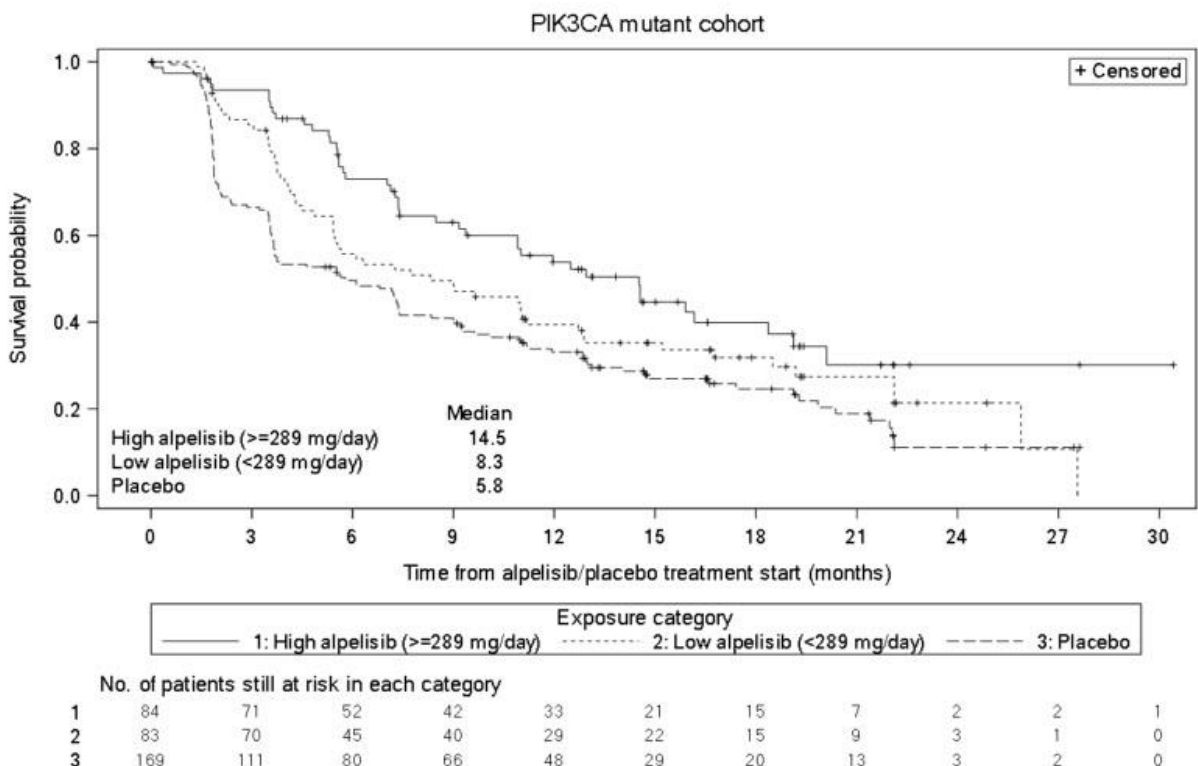 PIK3CA mutant cohort
+ Censored
1.0
0.8
0.6
0.4
0.2
0.0
Survival probability
Median
High alpelisib (>=289 mg/day) 14.5
Low alpelisib (<289 mg/day) 8.3
Placebo 5.8
0 3 6 9 12 15 18 21 24 27 30
Time from alpelisib/placebo treatment start (months)
Exposure category
1: High alpelisib (>=289 mg/day) 2: Low alpelisib (<289 mg/day) 3: Placebo
No. of patients still at risk in each category
1 84 71 52 42 33 21 15 7 2 2 1
2 83 70 45 40 29 22 15 9 3 1 0
3 169 111 80 66 48 29 20 13 3 2 0